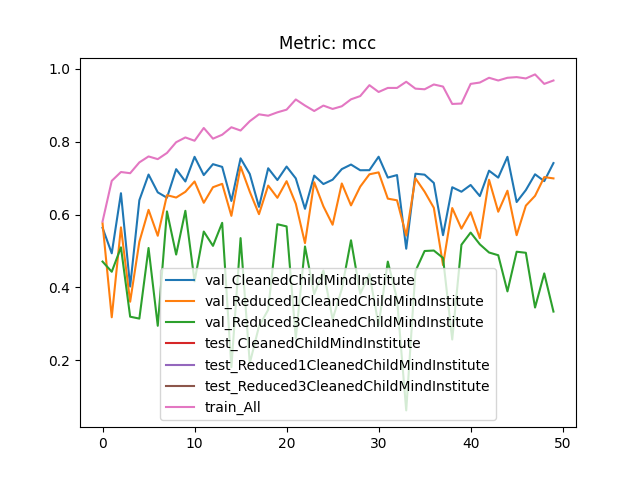 Metric: mcc
1.0
0.8
0.6
0.4
0.2
val_CleanedChildMindInstitute
val_Reduced1CleanedChildMindInstitute
val_Reduced3CleanedChildMindInstitute
test_CleanedChildMindInstitute
test_Reduced1CleanedChildMindInstitute
test_Reduced3CleanedChildMindInstitute
train_All
0 10 20 30 40 50